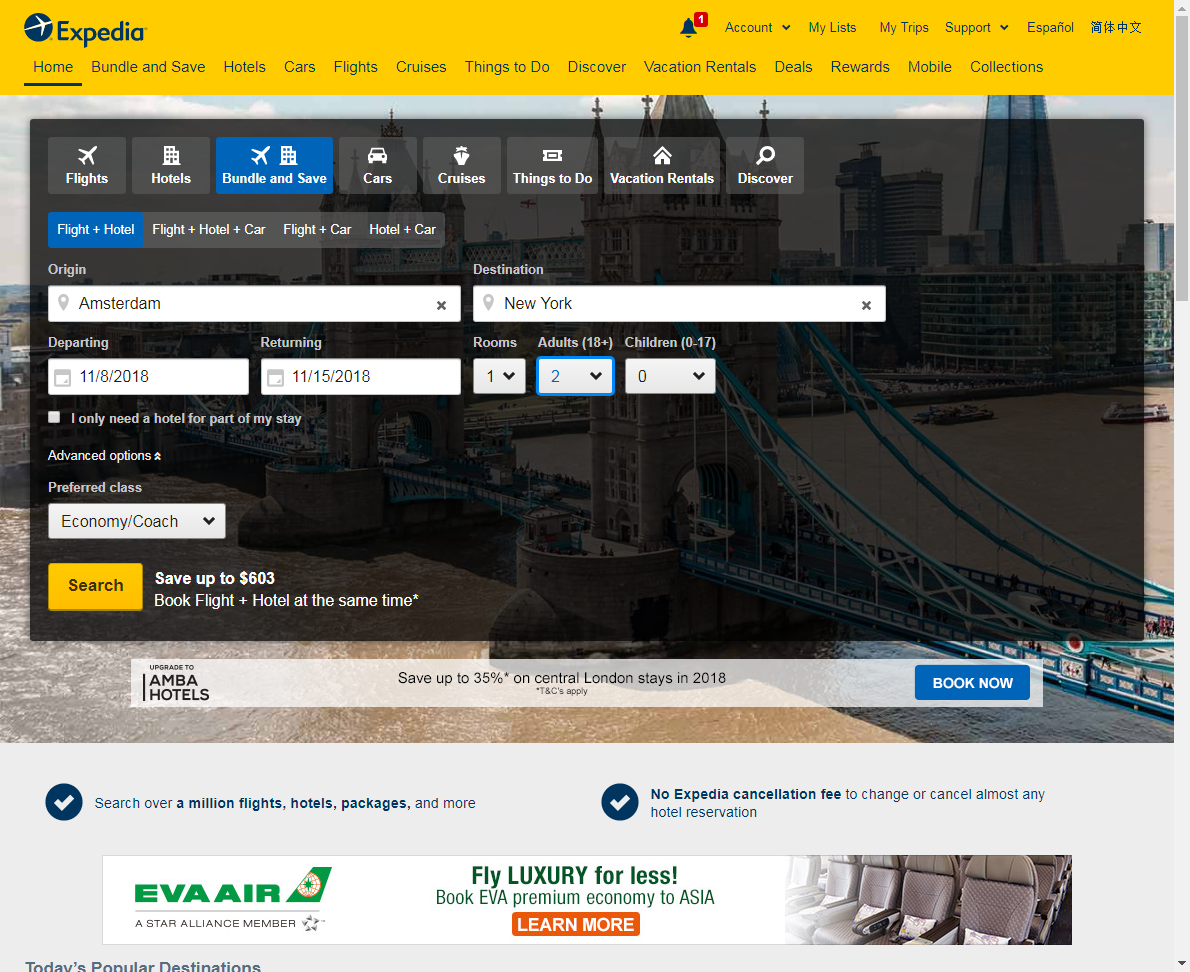 Expedia
1
Account
My Lists
My Trips
Support
Español
简体中文
Home
Bundle and Save
Hotels
Cars
Flights
Cruises
Things to Do
Discover
Vacation Rentals
Deals
Rewards
Mobile
Collections
Flights
Hotels
Bundle and Save
Cars
Cruises
Things to Do
Vacation Rentals
Discover
Flight + Hotel
Flight + Hotel + Car
Flight + Car
Hotel + Car
Origin
Destination
Amsterdam
New York
Departing
Returning
Rooms
Adults (18+)
Children (0-17)
11/8/2018
11/15/2018
1
2
0
I only need a hotel for part of my stay
Advanced options
Preferred class
Economy/Coach
Search
Save up to $603
Book Flight + Hotel at the same time*
UPGRADE TO
AMBA
HOTELS
Save up to 35%* on central London stays in 2018
*T&C's apply
BOOK NOW
Search over a million flights, hotels, packages, and more
No Expedia cancellation fee to change or cancel almost any
hotel reservation
EVA AIR
A STAR ALLIANCE MEMBER
Fly LUXURY for less!
Book EVA premium economy to ASIA
LEARN MORE
Today's Popular Destinations